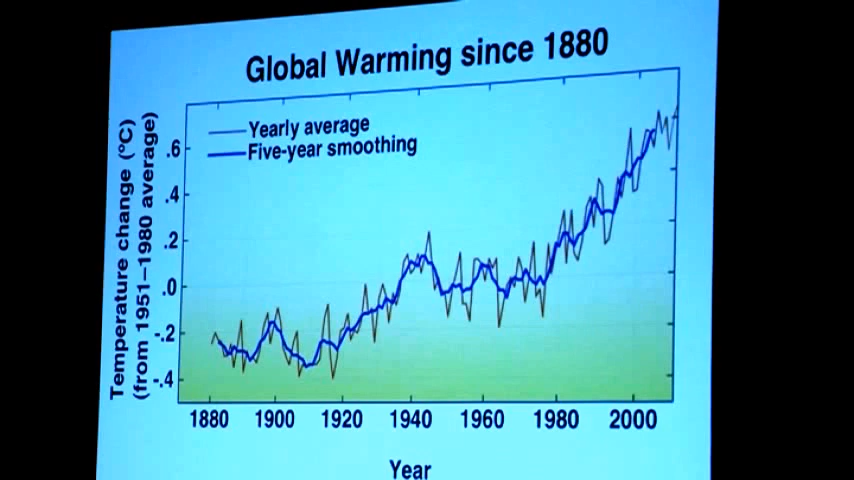 Global Warming since 1880
Yearly average
Five-year smoothing
Temperature change (°C)
(from 1951–1980 average)
.6
.4
.2
.0
-.2
-.4
1880 1900 1920 1940 1960 1980 2000
Year